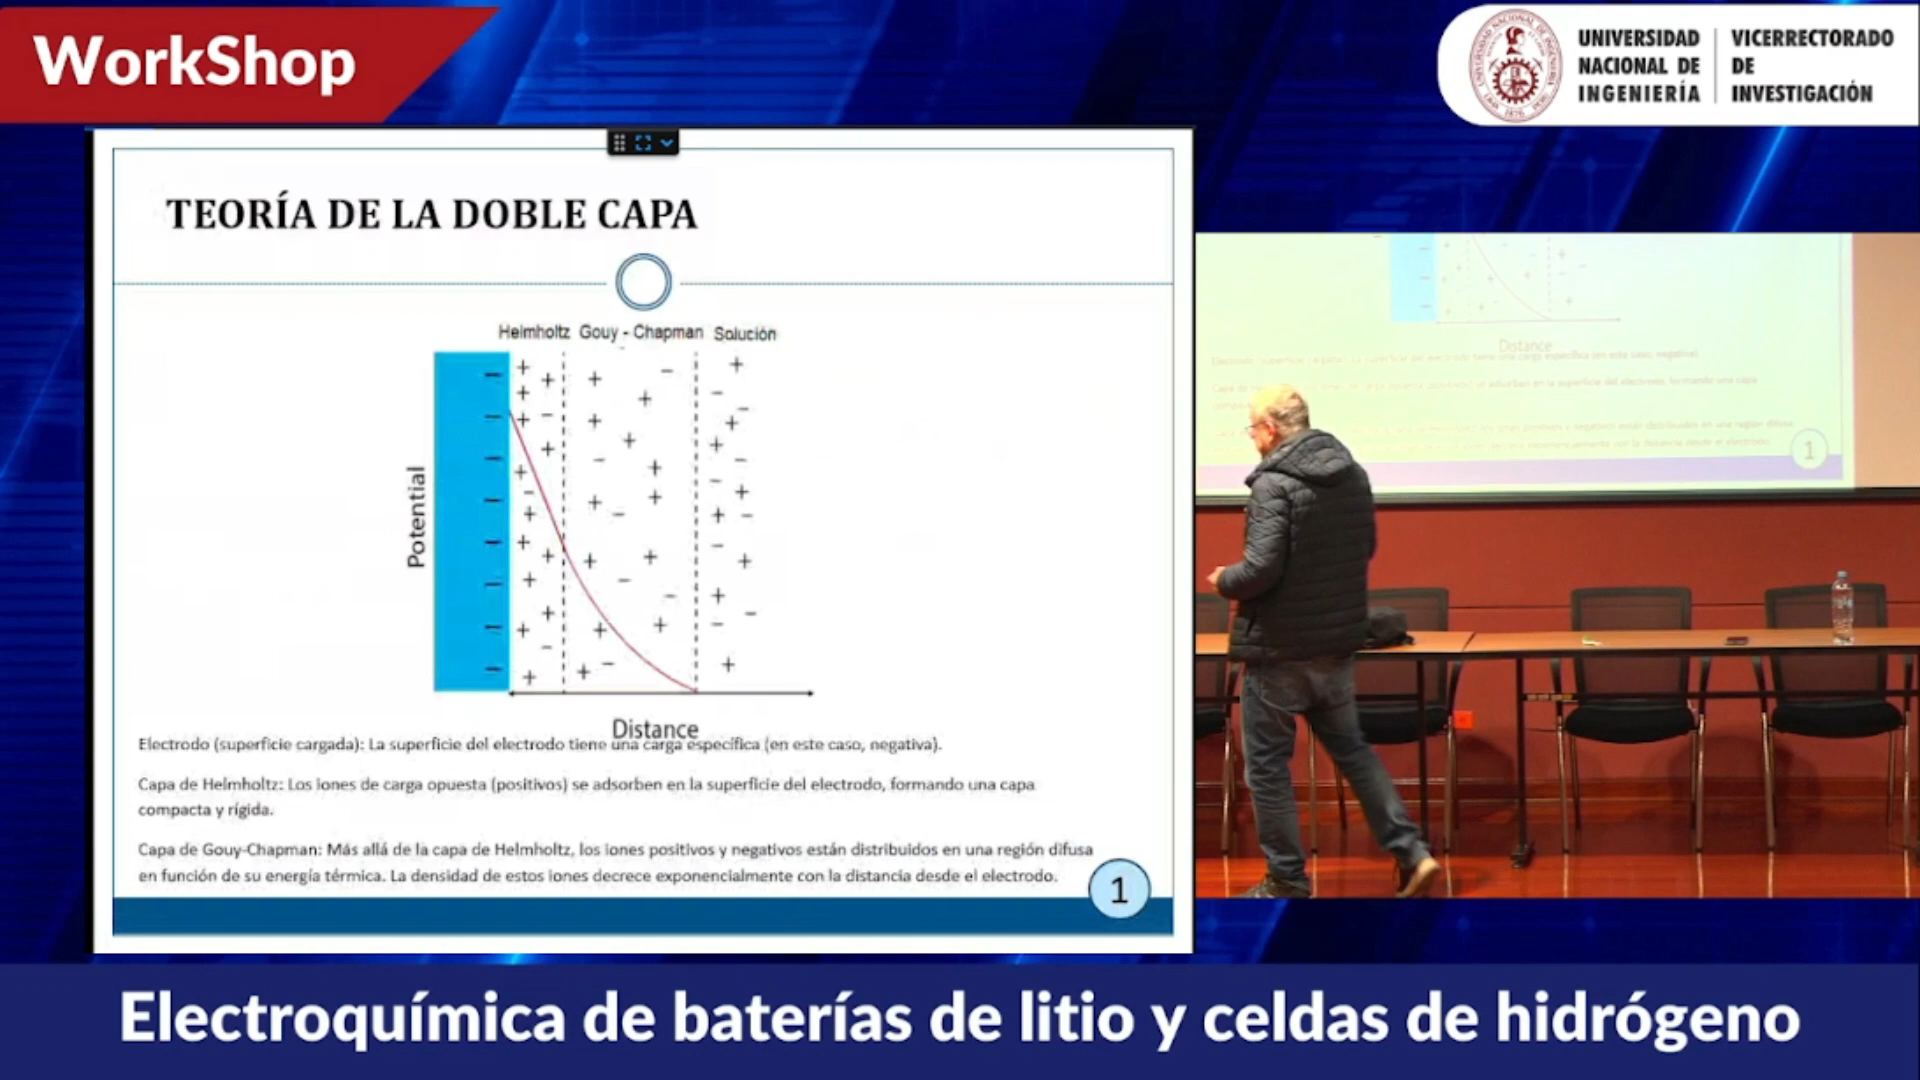 WorkShop
UNIVERSIDAD
NACIONAL DE
INGENIERÍA
VICERRECTORADO
DE
INVESTIGACIÓN
TEORÍA DE LA DOBLE CAPA
Helmholtz Gouy - Chapman Solución
Potential
Distance
Electrodo (superficie cargada): La superficie del electrodo tiene una carga específica (en este caso, negativa).
Capa de Helmholtz: Los iones de carga opuesta (positivos) se adsorben en la superficie del electrodo, formando una capa
compacta y rígida.
Capa de Gouy-Chapman: Más allá de la capa de Helmholtz, los iones positivos y negativos están distribuidos en una región difusa
en función de su energía térmica. La densidad de estos iones decrece exponencialmente con la distancia desde el electrodo.
1
Distance
1
Electroquímica de baterías de litio y celdas de hidrógeno